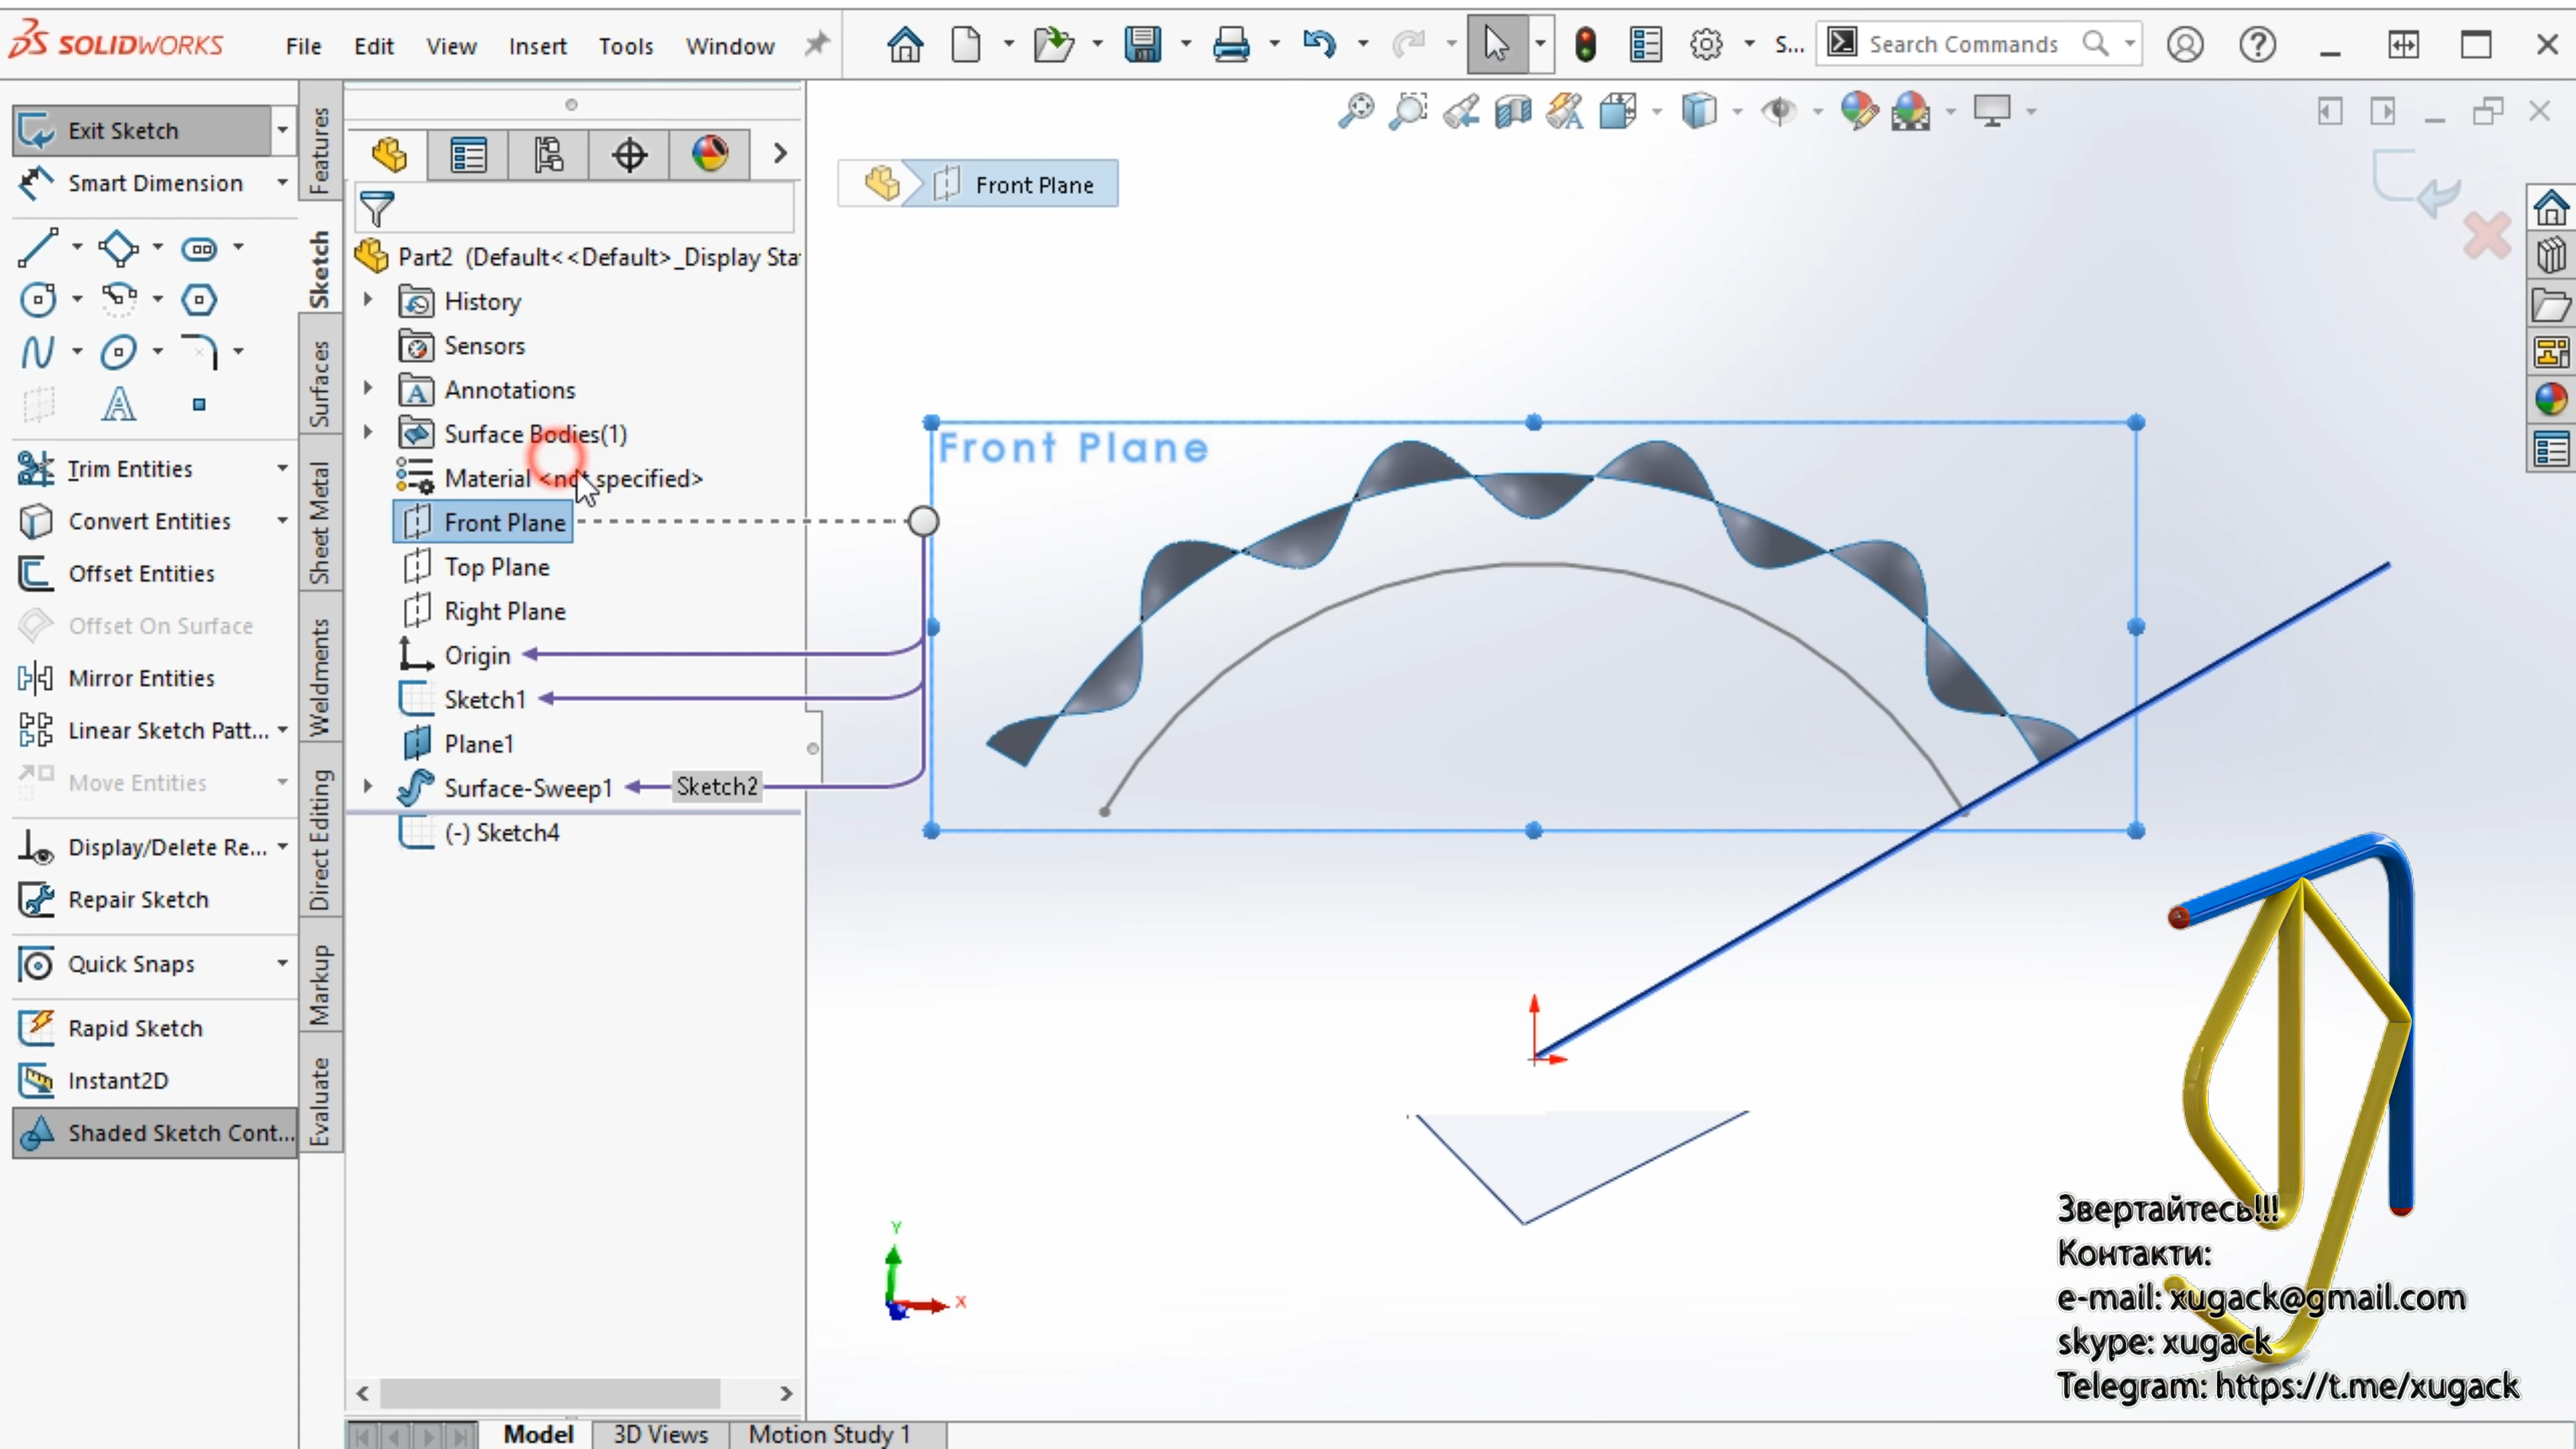 SOLIDWORKS File Edit View Insert Tools Window S... Search Commands
Exit Sketch
Smart Dimension
Trim Entities
Convert Entities
Offset Entities
Offset On Surface
Mirror Entities
Linear Sketch Patt...
Move Entities
Display/Delete Re...
Repair Sketch
Quick Snaps
Rapid Sketch
Instant2D
Shaded Sketch Cont...
Features
Sketch
Surfaces
Sheet Metal
Weldments
Direct Editing
Markup
Evaluate
Part2 (Default<<Default>_Display Sta
History
Sensors
Annotations
Surface Bodies(1)
Material <not specified>
Front Plane
Top Plane
Right Plane
Origin
Sketch1
Plane1
Surface-Sweep1 Sketch2
(-) Sketch4
Front Plane
Front Plane
Y
X
Звертайтесь!!!
Контакти:
e-mail: xugack@gmail.com
skype: xugack
Telegram: https://t.me/xugack
Model 3D Views Motion Study 1